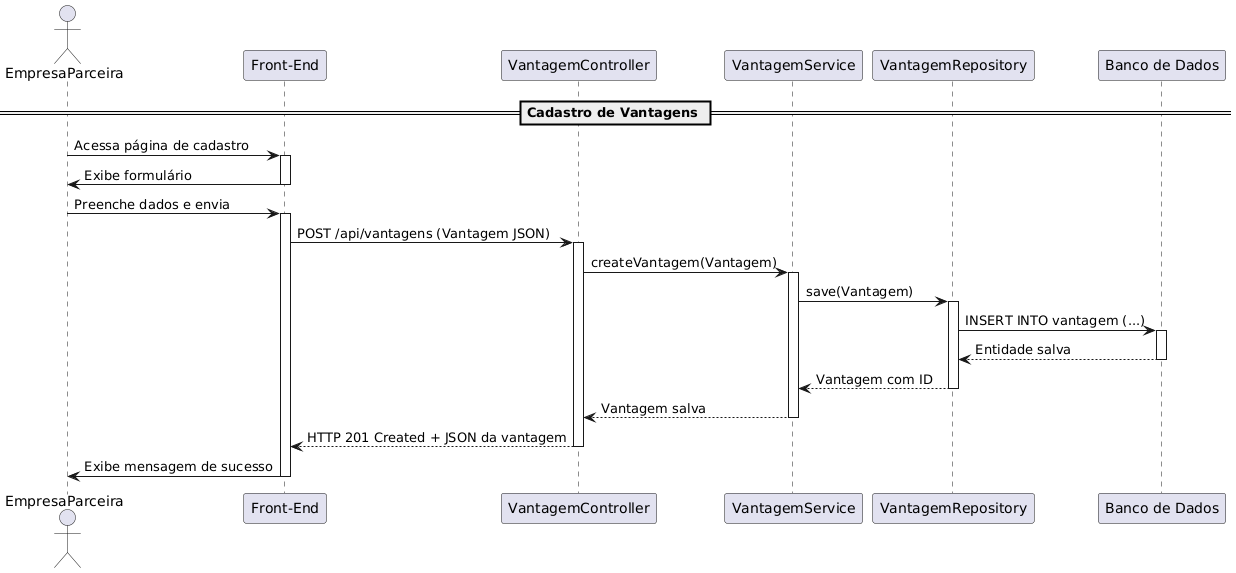 EmpresaParceira
Front-End
VantagemController
VantagemService
VantagemRepository
Banco de Dados
Cadastro de Vantagens
Acessa página de cadastro
Exibe formulário
Preenche dados e envia
POST /api/vantagens (Vantagem JSON)
createVantagem(Vantagem)
save(Vantagem)
INSERT INTO vantagem (...)
Entidade salva
Vantagem com ID
Vantagem salva
HTTP 201 Created + JSON da vantagem
Exibe mensagem de sucesso
EmpresaParceira
Front-End
VantagemController
VantagemService
VantagemRepository
Banco de Dados